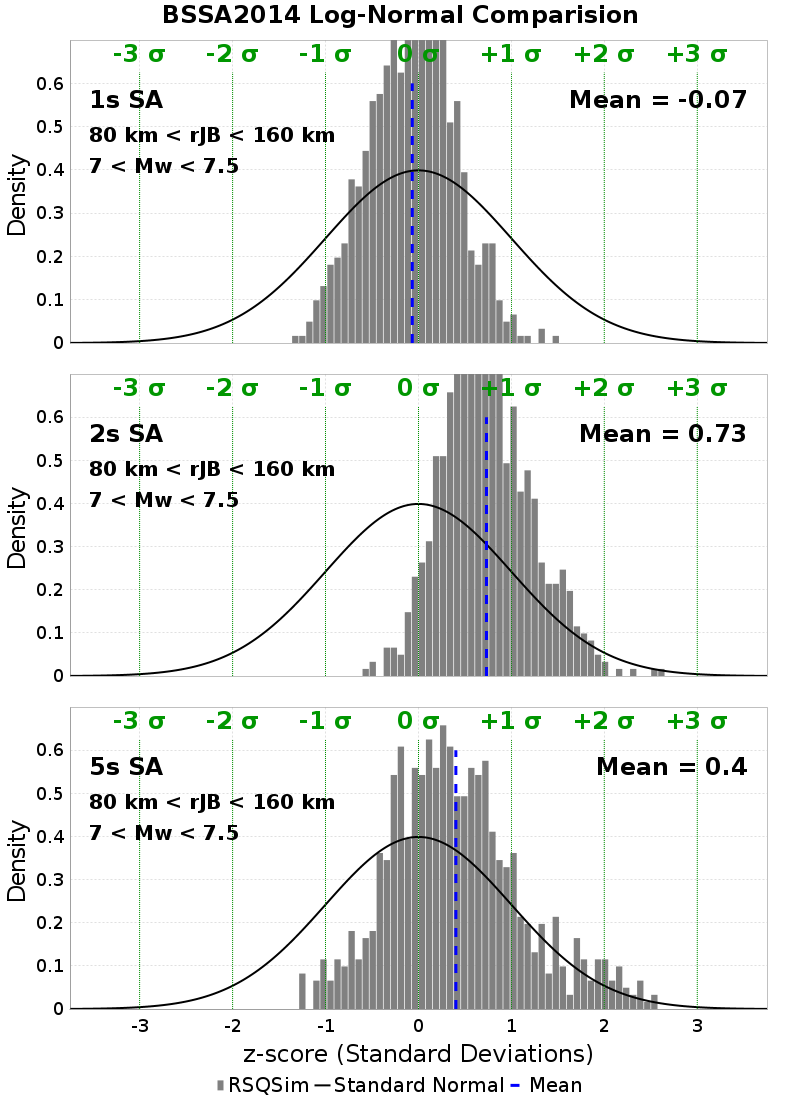 BSSA2014 Log-Normal Comparision
-3 σ -2 σ -1 σ 0 σ +1 σ +2 σ +3 σ
1s SA Mean = -0.07
80 km < rJB < 160 km
7 < Mw < 7.5
Density
0.6
0.5
0.4
0.3
0.2
0.1
0
-3 σ -2 σ -1 σ 0 σ +1 σ +2 σ +3 σ
2s SA Mean = 0.73
80 km < rJB < 160 km
7 < Mw < 7.5
Density
0.6
0.5
0.4
0.3
0.2
0.1
0
-3 σ -2 σ -1 σ 0 σ +1 σ +2 σ +3 σ
5s SA Mean = 0.4
80 km < rJB < 160 km
7 < Mw < 7.5
Density
0.6
0.5
0.4
0.3
0.2
0.1
0
-3 -2 -1 0 1 2 3
z-score (Standard Deviations)
RSQSim Standard Normal Mean